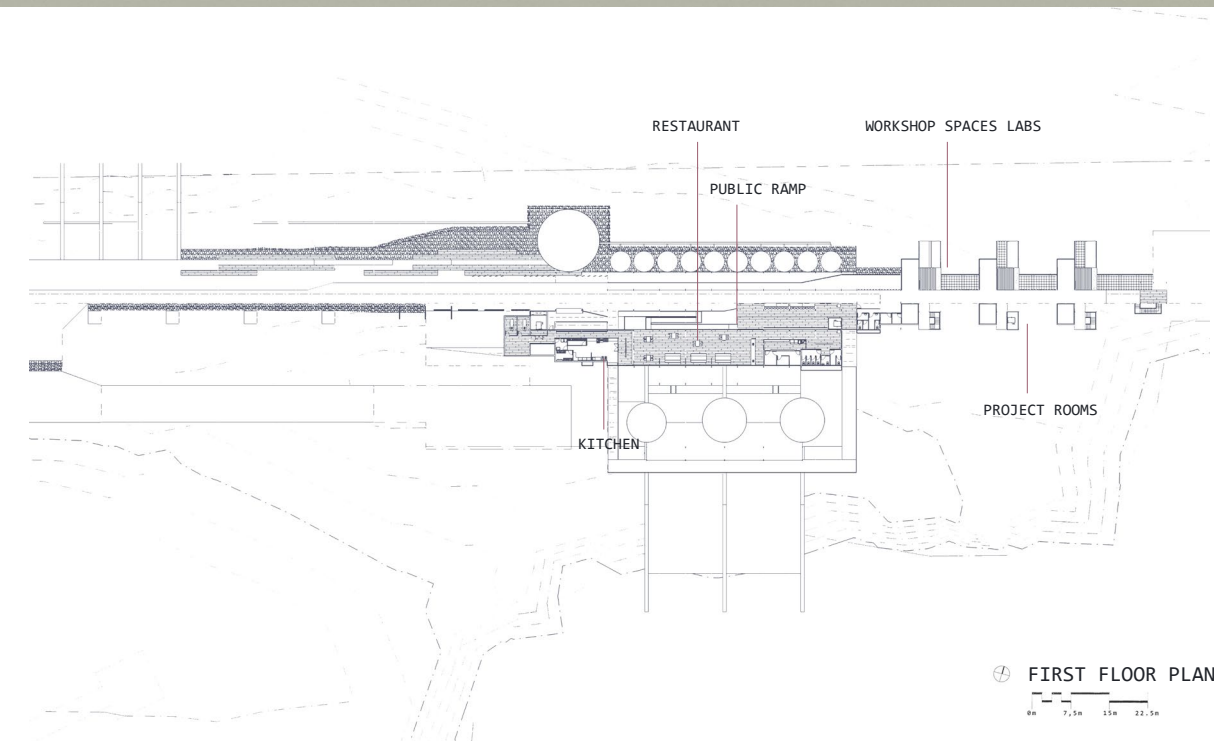 RESTAURANT
WORKSHOP SPACES LABS
PUBLIC RAMP
PROJECT ROOMS
KITCHEN
FIRST FLOOR PLAN
0m 7,5m 15m 22.5m